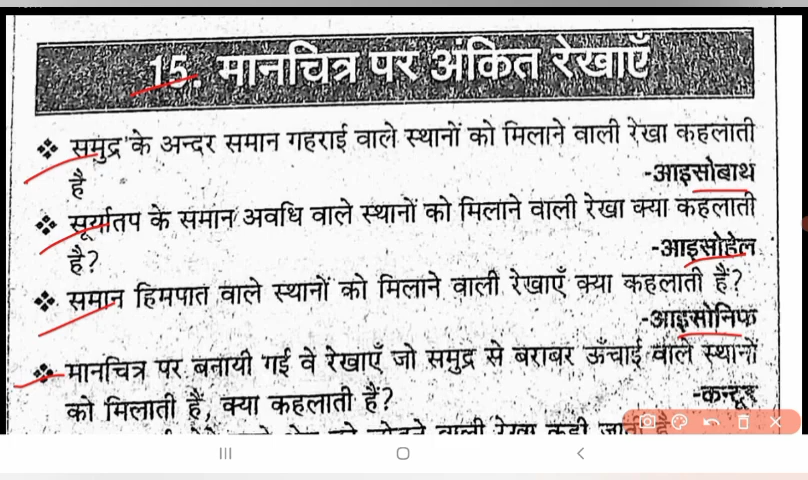 15. मानचित्र पर अंकित रेखाएँ
❖ समुद्र के अन्दर समान गहराई वाले स्थानों को मिलाने वाली रेखा कहलाती
है -आइसोबाथ
❖ सूर्यातप के समान अवधि वाले स्थानों को मिलाने वाली रेखा क्या कहलाती
है? -आइसोहेल
❖ समान हिमपात वाले स्थानों को मिलाने वाली रेखाएँ क्या कहलाती हैं?
-आइसोनिफ
❖ मानचित्र पर बनायी गई वे रेखाएँ जो समुद्र से बराबर ऊँचाई वाले स्थानों
को मिलाती हैं, क्या कहलाती हैं? -कन्टूर
वाली रेखा कही